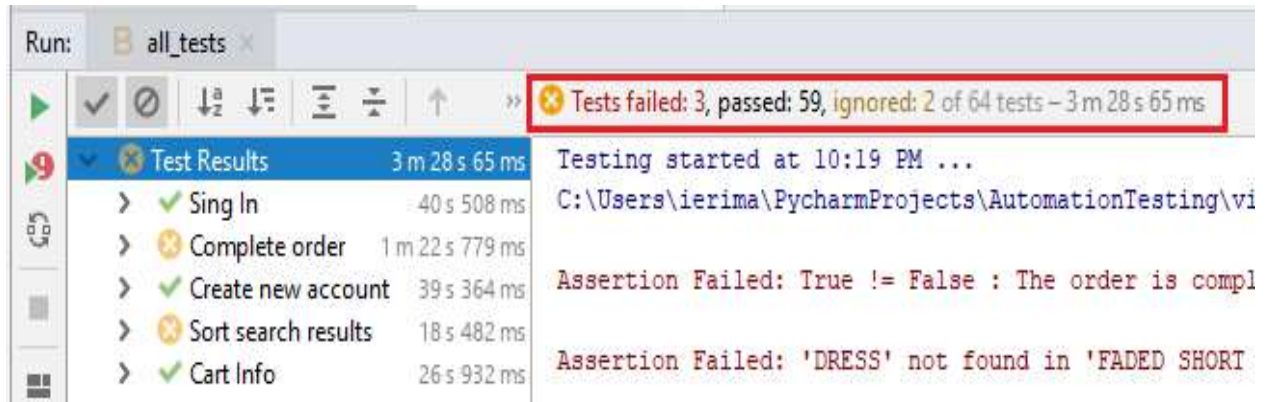 Run: all_tests
Tests failed: 3, passed: 59, ignored: 2 of 64 tests – 3 m 28 s 65 ms
Test Results 3 m 28 s 65 ms
Sing In 40 s 508 ms
Complete order 1 m 22 s 779 ms
Create new account 39 s 364 ms
Sort search results 18 s 482 ms
Cart Info 26 s 932 ms
Testing started at 10:19 PM ...
C:\Users\ierima\PycharmProjects\AutomationTesting\vi
Assertion Failed: True != False : The order is compl
Assertion Failed: 'DRESS' not found in 'FADED SHORT